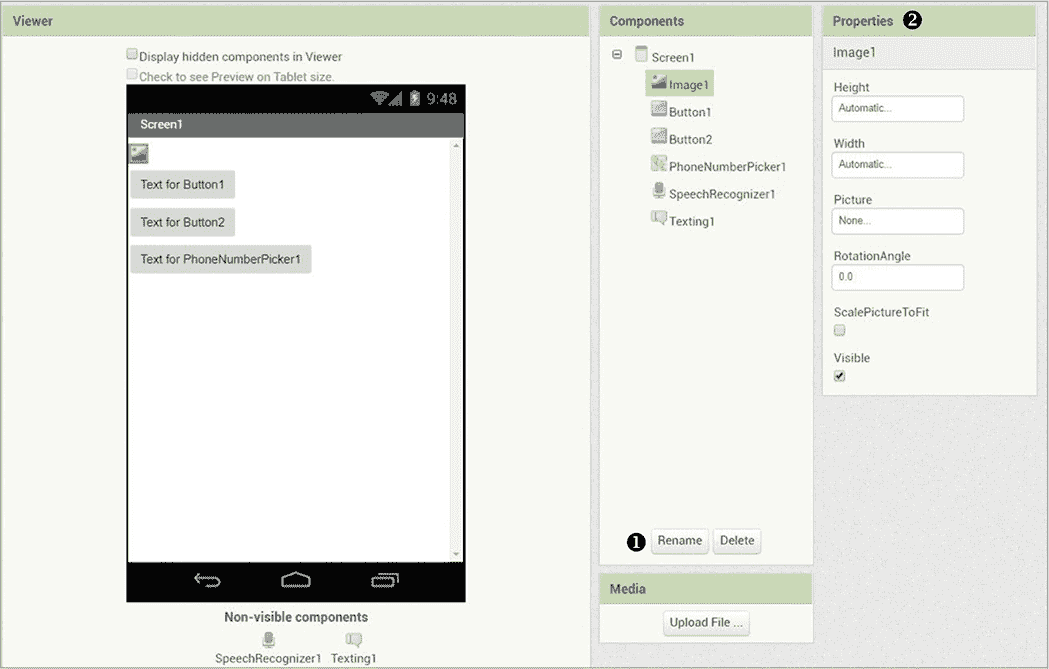 Viewer
Display hidden components in Viewer
Check to see Preview on Tablet size.
9:48
Screen1
Text for Button1
Text for Button2
Text for PhoneNumberPicker1
Non-visible components
SpeechRecognizer1 Texting1
Components
Screen1
Image1
Button1
Button2
PhoneNumberPicker1
SpeechRecognizer1
Texting1
1 Rename Delete
Media
Upload File ...
Properties 2
Image1
Height
Automatic...
Width
Automatic...
Picture
None...
RotationAngle
0.0
ScalePictureToFit
Visible